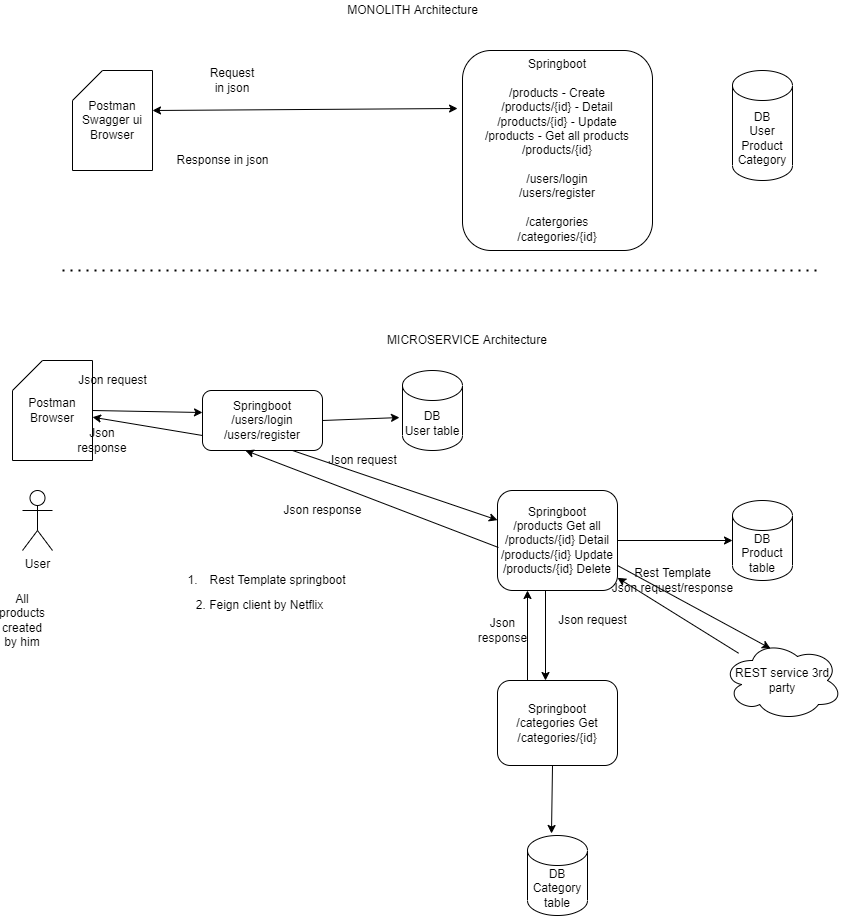 MONOLITH Architecture
Postman
Swagger ui
Browser
Request
in json
Response in json
Springboot
/products - Create
/products/{id} - Detail
/products/{id} - Update
/products - Get all products
/products/{id}
/users/login
/users/register
/catergories
/categories/{id}
DB
User
Product
Category
MICROSERVICE Architecture
Postman
Browser
Json request
Json
response
Springboot
/users/login
/users/register
DB
User table
Json request
Json response
User
All
products
created
by him
1. Rest Template springboot
2. Feign client by Netflix
Springboot
/products Get all
/products/{id} Detail
/products/{id} Update
/products/{id} Delete
DB
Product
table
Rest Template
Json request/response
REST service 3rd
party
Json
response
Json request
Springboot
/categories Get
/categories/{id}
DB
Category
table